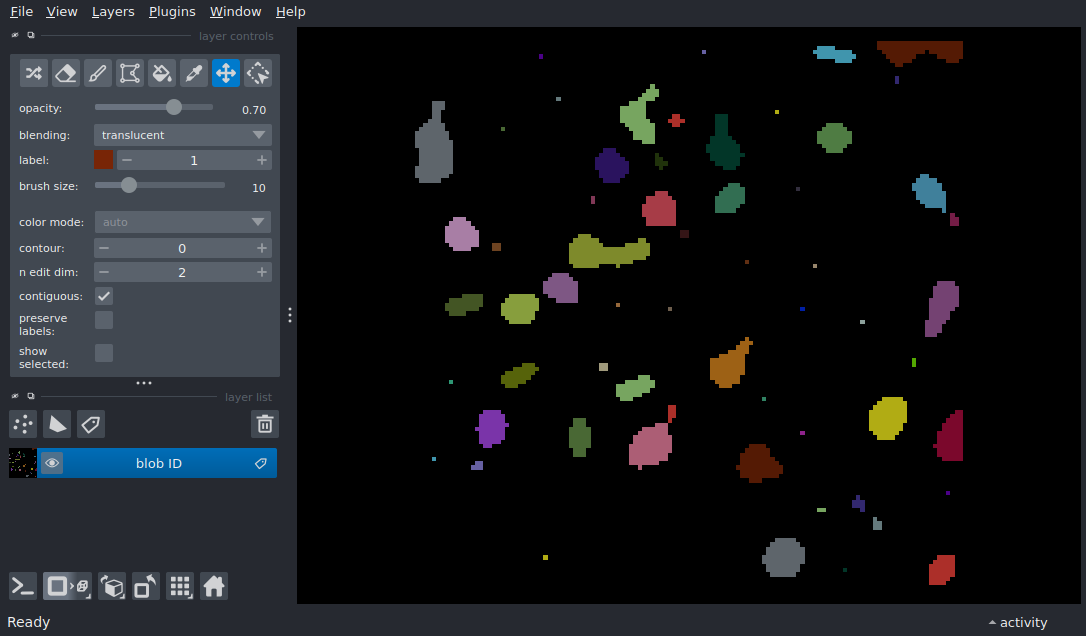 File View Layers Plugins Window Help
layer controls
opacity: 0.70
blending: translucent
label: 1
brush size: 10
color mode: auto
contour: 0
n edit dim: 2
contiguous:
preserve
labels:
show
selected:
layer list
blob ID
Ready activity